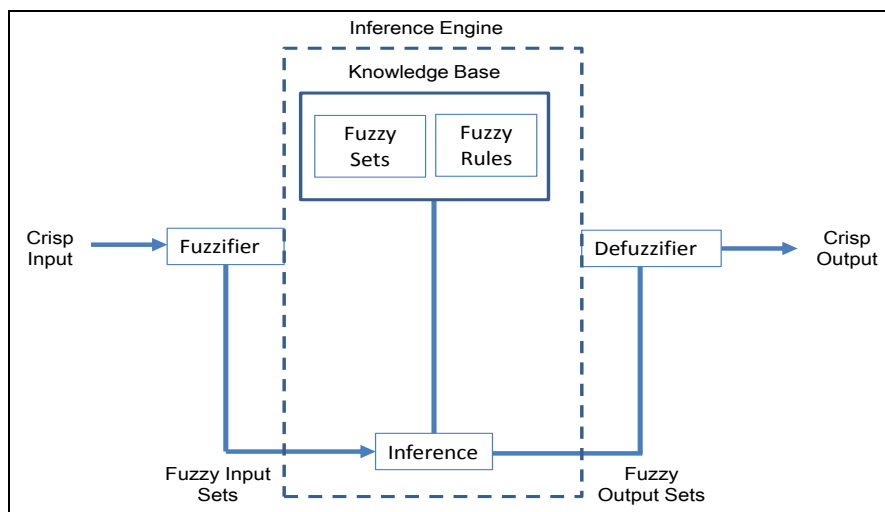 Inference Engine
Knowledge Base
Fuzzy
Sets
Fuzzy
Rules
Crisp
Input
Fuzzifier
Defuzzifier
Crisp
Output
Inference
Fuzzy Input
Sets
Fuzzy
Output Sets